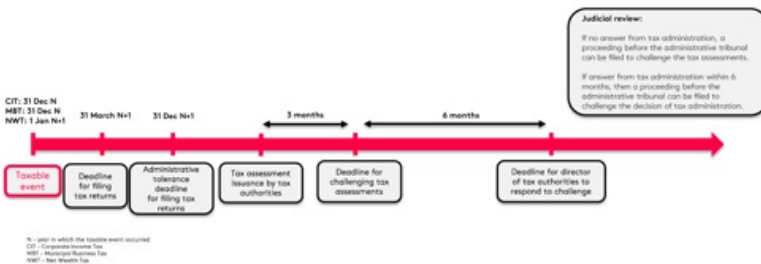 Judicial review:
If no answer from tax administration, a
proceeding before the administrative tribunal
can be filed to challenge the tax assessments.
If answer from tax administration within 6
months, then a proceeding before the
administrative tribunal can be filed to
challenge the decision of tax administration.
CIT: 31 Dec N
MBT: 31 Dec N
NWT: 1 Jan N+1
31 March N+1
31 Dec N+1
3 months
6 months
Taxable
event
Deadline
for filing
tax returns
Administrative
tolerance
deadline
for filing tax
returns
Tax assessment
issuance by tax
authorities
Deadline for
challenging tax
assessments
Deadline for director
of tax authorities to
respond to challenge
N - year in which the taxable event occurred
CIT - Corporate Income Tax
MBT - Municipal Business Tax
NWT - Net Wealth Tax